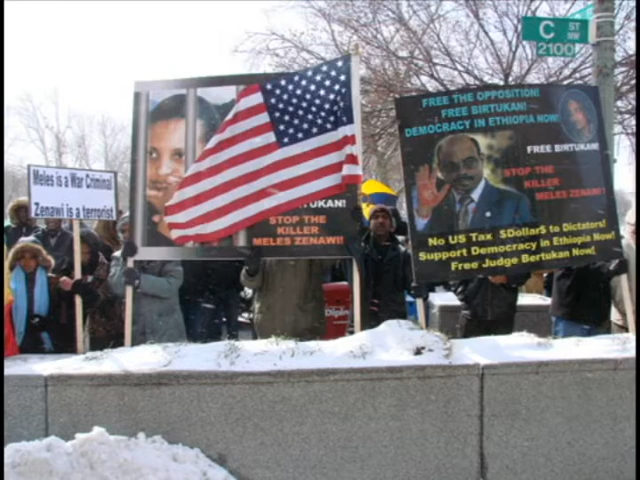 C ST
NW
2100
Meles is a War Criminal
Zenawi is a terrorist
STOP THE
KILLER
MELES ZENAWI!
FREE THE OPPOSITION!
FREE BIRTUKAN!
DEMOCRACY IN ETHIOPIA NOW!
FREE BIRTUKAN!
STOP THE
KILLER
MELES ZENAWI!
No US Tax $Dollar$ to Dictators!
Support Democracy in Ethiopia Now!
Free Judge Bertukan Now!